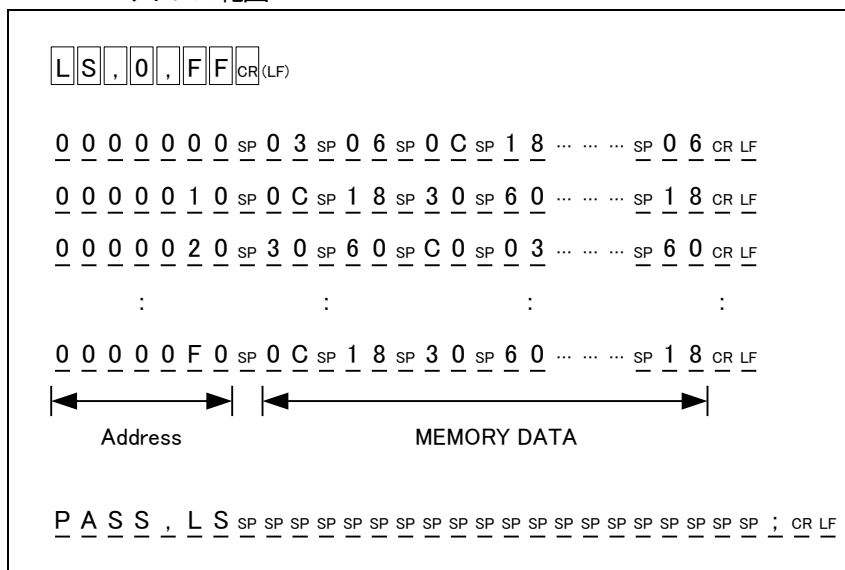 範囲
LS,0,FF CR(LF)
0 0 0 0 0 0 0 SP 0 3 SP 0 6 SP 0 C SP 1 8 … … … SP 0 6 CR LF
0 0 0 0 0 1 0 SP 0 C SP 1 8 SP 3 0 SP 6 0 … … … SP 1 8 CR LF
0 0 0 0 0 2 0 SP 3 0 SP 6 0 SP C 0 SP 0 3 … … … SP 6 0 CR LF
: : : :
0 0 0 0 0 F 0 SP 0 C SP 1 8 SP 3 0 SP 6 0 … … … SP 1 8 CR LF
Address MEMORY DATA
P A S S , L S SP SP SP SP SP SP SP SP SP SP SP SP SP SP SP SP SP SP SP SP ; CR LF